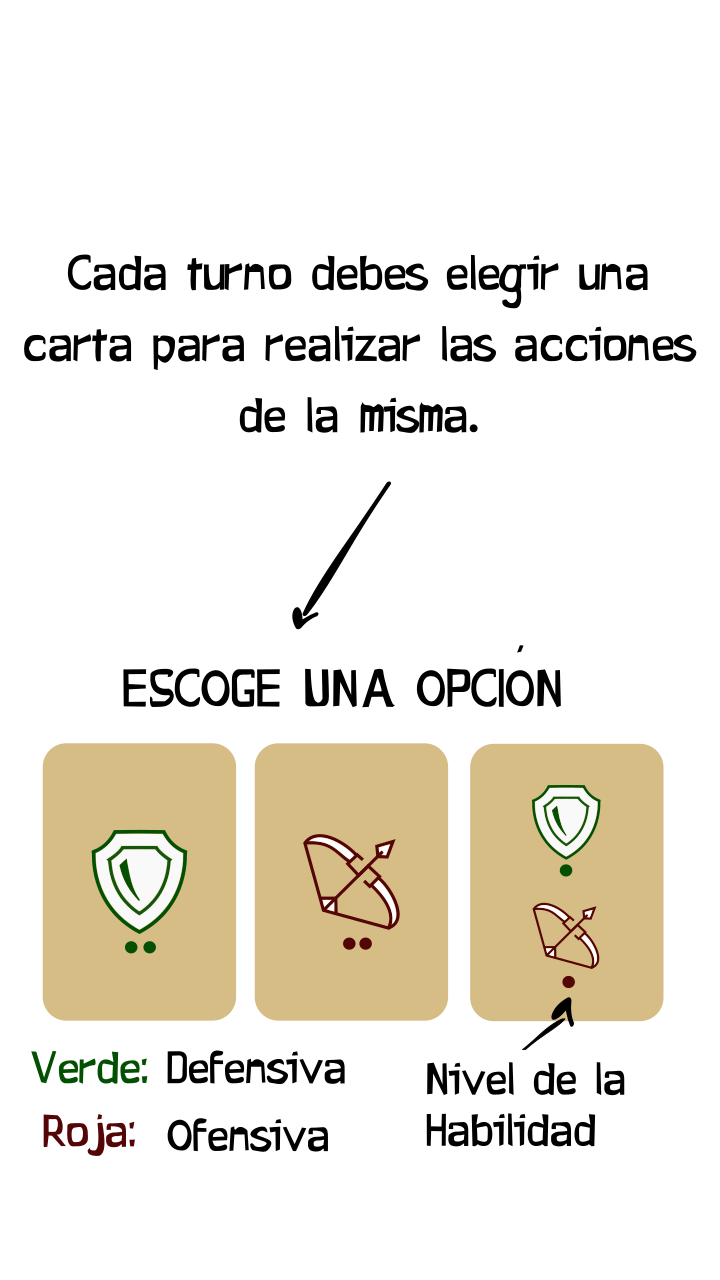 Cada turno debes elegir una
carta para realizar las acciones
de la misma.
ESCOGE UNA OPCIÓN
Verde: Defensiva
Roja: Ofensiva
Nivel de la
Habilidad